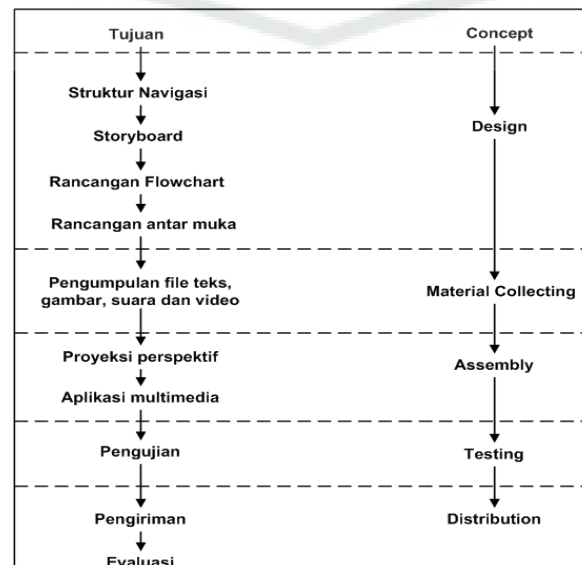 Tujuan
Concept
Struktur Navigasi
Storyboard
Design
Rancangan Flowchart
Rancangan antar muka
Pengumpulan file teks,
gambar, suara dan video
Material Collecting
Proyeksi perspektif
Assembly
Aplikasi multimedia
Pengujian
Testing
Pengiriman
Distribution
Evaluasi